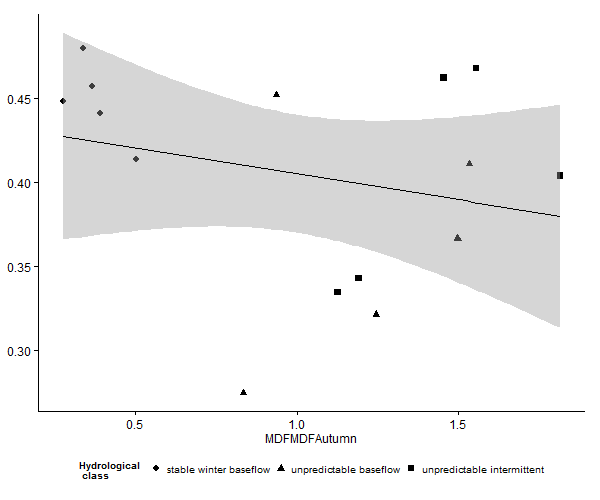 0.45
0.40
0.35
0.30
0.5 1.0 1.5
MDFMDFAutumn
Hydrological
class
stable winter baseflow unpredictable baseflow unpredictable intermittent